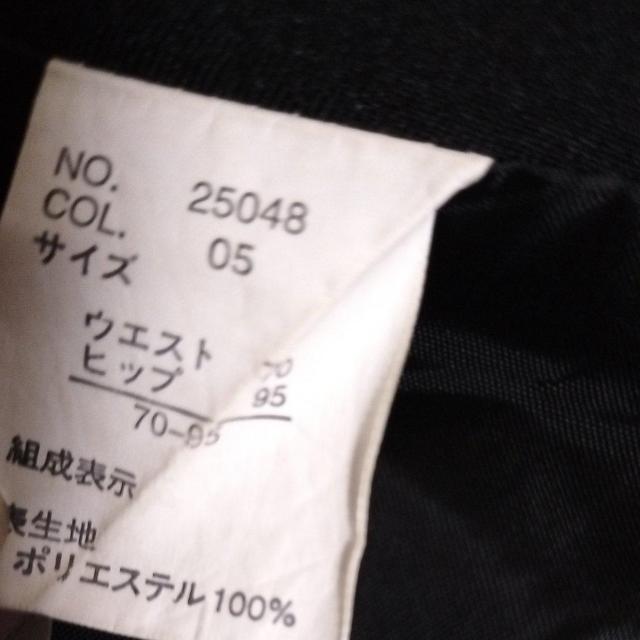 NO. 25048
COL. 05
サイズ
ウエスト
ヒップ 95
70-95
組成表示
表生地
ポリエステル100%